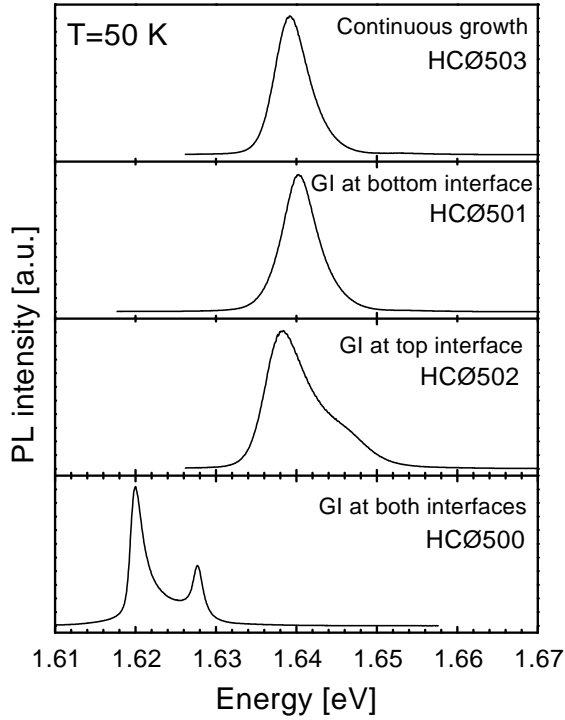 T=50 K
Continuous growth
HCØ503
GI at bottom interface
HCØ501
GI at top interface
HCØ502
GI at both interfaces
HCØ500
PL intensity [a.u.]
1.61 1.62 1.63 1.64 1.65 1.66 1.67
Energy [eV]